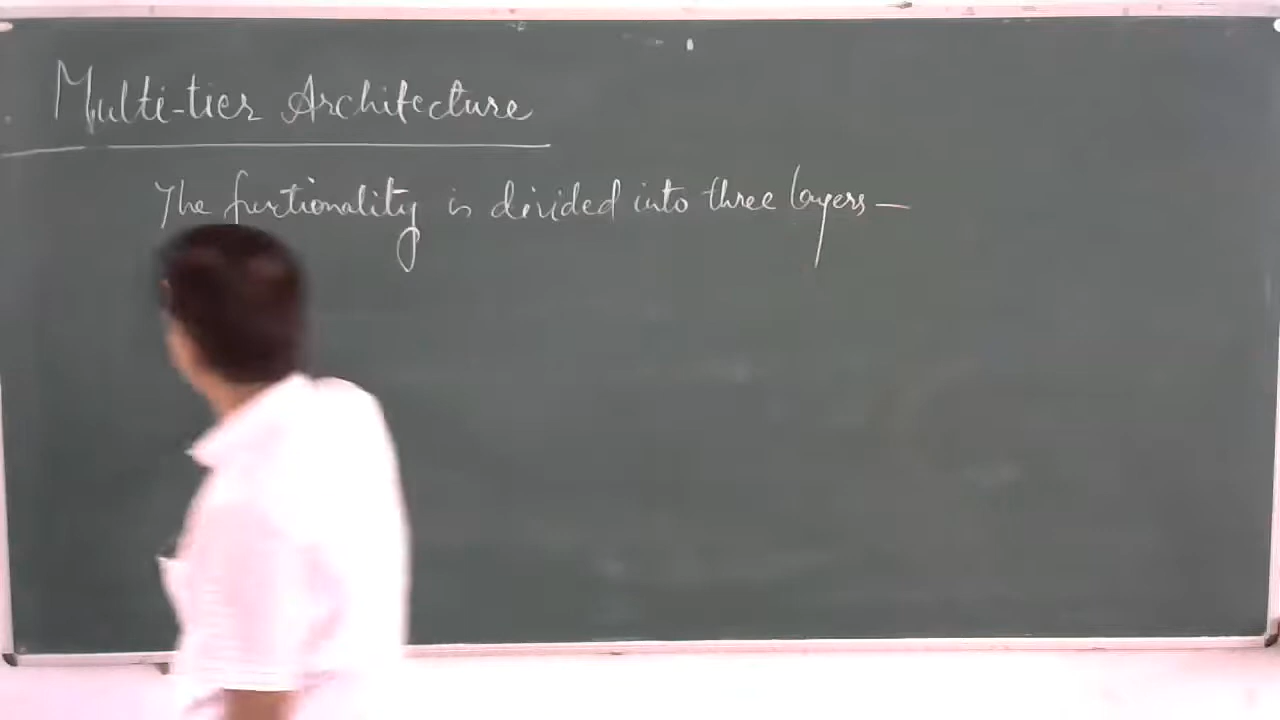 Multi-tier Architecture
The functionality is divided into three layers —